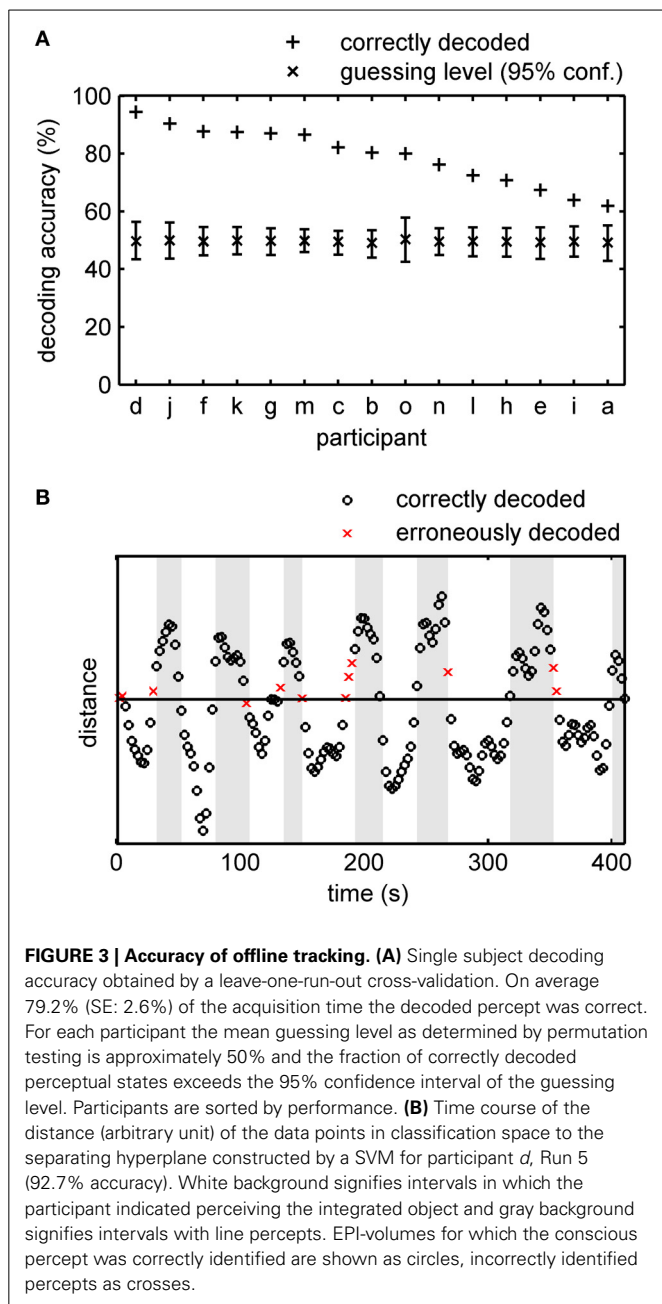 A
+ correctly decoded
× guessing level (95% conf.)
100
80
60
40
20
0
decoding accuracy (%)
d j f k g m c b o n l h e i a
participant
B
correctly decoded
× erroneously decoded
distance
0 100 200 300 400
time (s)
FIGURE 3 | Accuracy of offline tracking. (A) Single subject decoding
accuracy obtained by a leave-one-run-out cross-validation. On average
79.2% (SE: 2.6%) of the acquisition time the decoded percept was correct.
For each participant the mean guessing level as determined by permutation
testing is approximately 50% and the fraction of correctly decoded
perceptual states exceeds the 95% confidence interval of the guessing
level. Participants are sorted by performance. (B) Time course of the
distance (arbitrary unit) of the data points in classification space to the
separating hyperplane constructed by a SVM for participant d, Run 5
(92.7% accuracy). White background signifies intervals in which the
participant indicated perceiving the integrated object and gray background
signifies intervals with line percepts. EPI-volumes for which the conscious
percept was correctly identified are shown as circles, incorrectly identified
percepts as crosses.